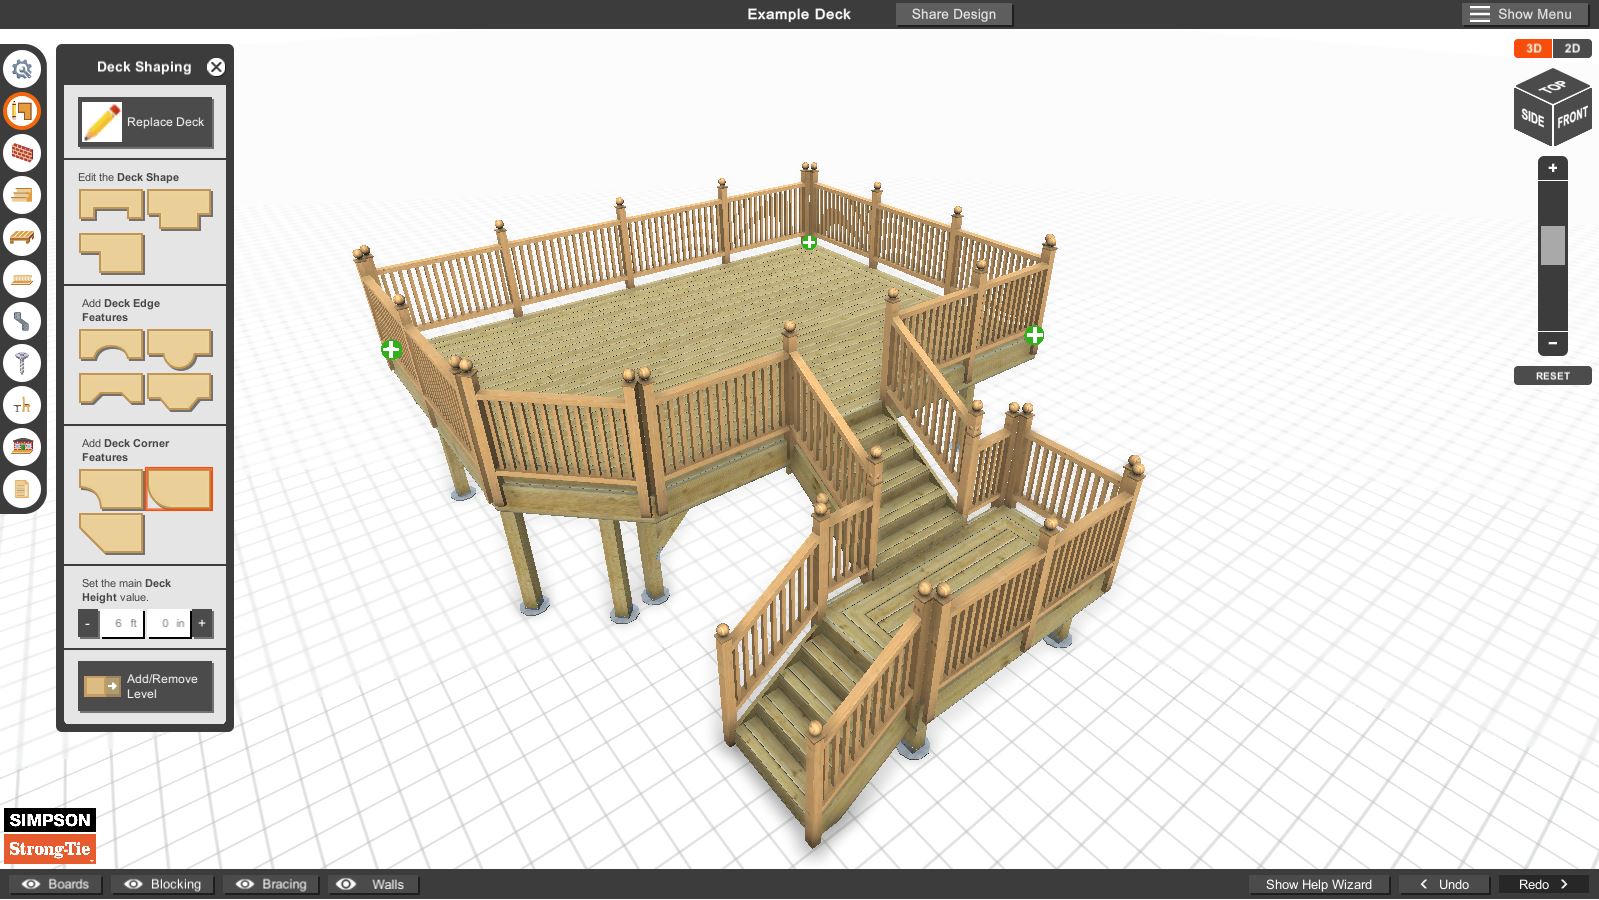 Example Deck
Share Design
Show Menu
3D
2D
TOP
SIDE
FRONT
+
-
RESET
Deck Shaping
Replace Deck
Edit the Deck Shape
Add Deck Edge
Features
Add Deck Corner
Features
Set the main Deck
Height value.
- 6 ft 0 in +
Add/Remove
Level
SIMPSON
Strong-Tie
Boards
Blocking
Bracing
Walls
Show Help Wizard
Undo
Redo